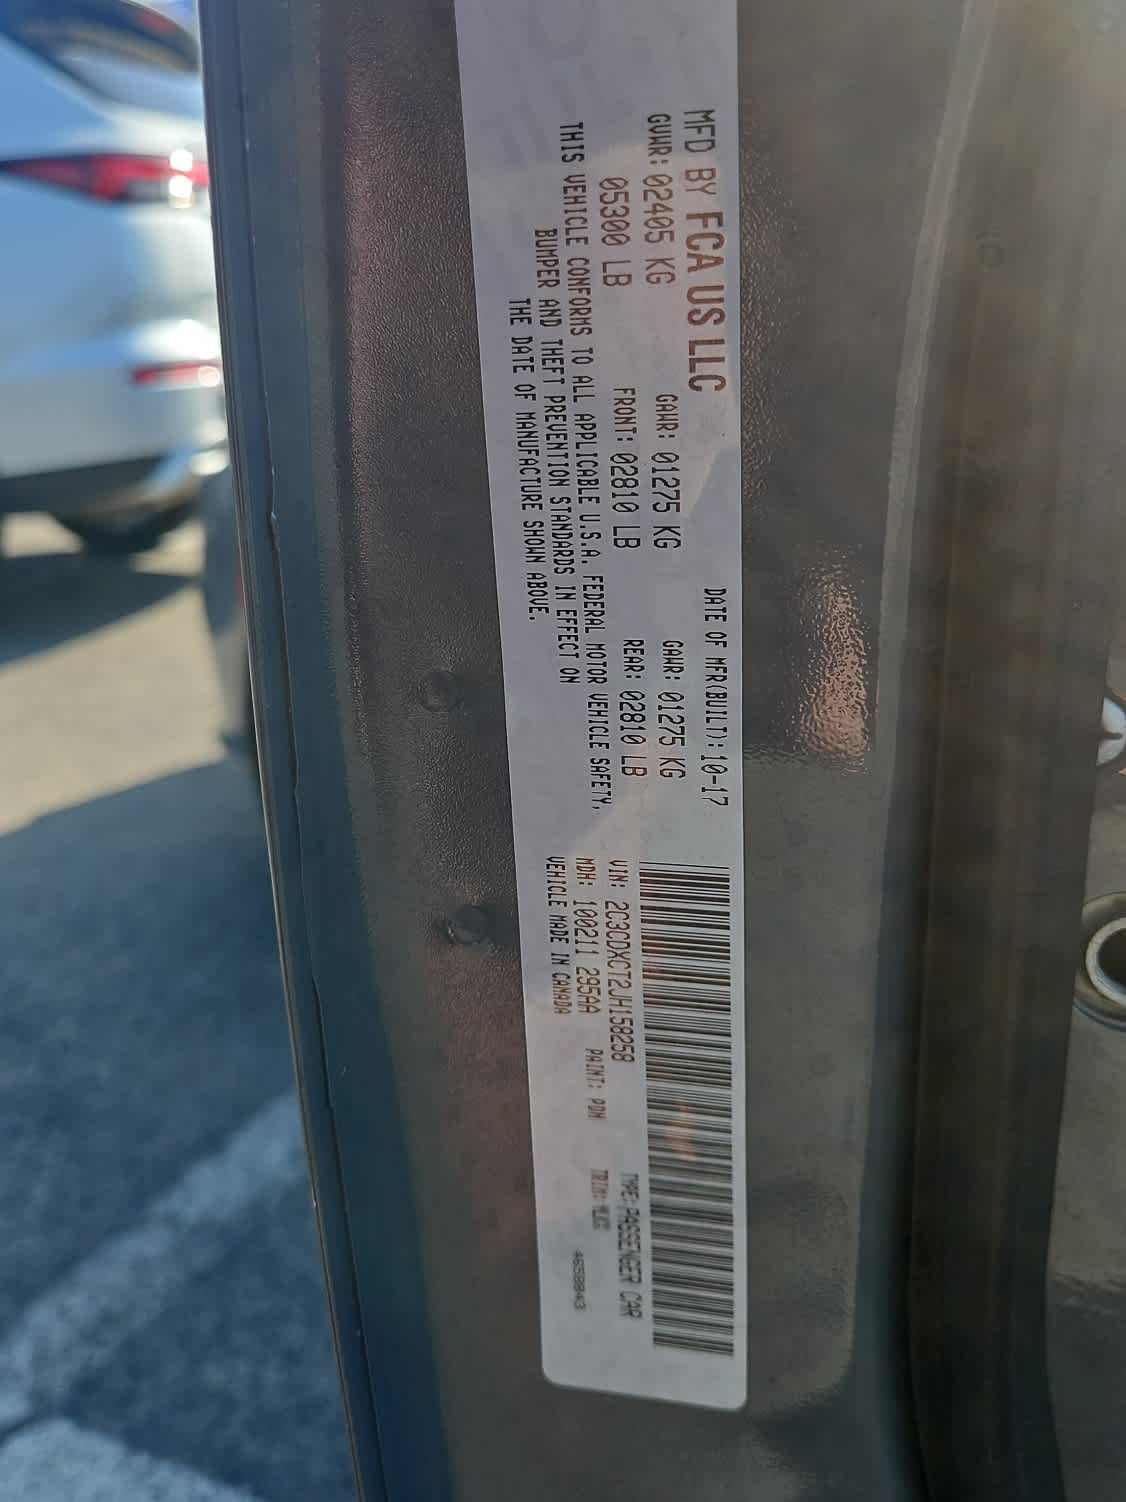 MFD BY FCA US LLC
DATE OF MFR(BUILT): 10-17
GVWR: 02405 KG
GAWR: 01275 KG
GAWR: 01275 KG
05300 LB
FRONT: 02810 LB
REAR: 02810 LB
THIS VEHICLE CONFORMS TO ALL APPLICABLE U.S.A. FEDERAL MOTOR VEHICLE SAFETY,
BUMPER AND THEFT PREVENTION STANDARDS IN EFFECT ON
THE DATE OF MANUFACTURE SHOWN ABOVE.
VIN: 2C3CDXCT2JH158258
TYPE: PASSENGER CAR
MDH: 100211 295AA
PAINT: PDN
TRIM:
VEHICLE MADE IN CANADA